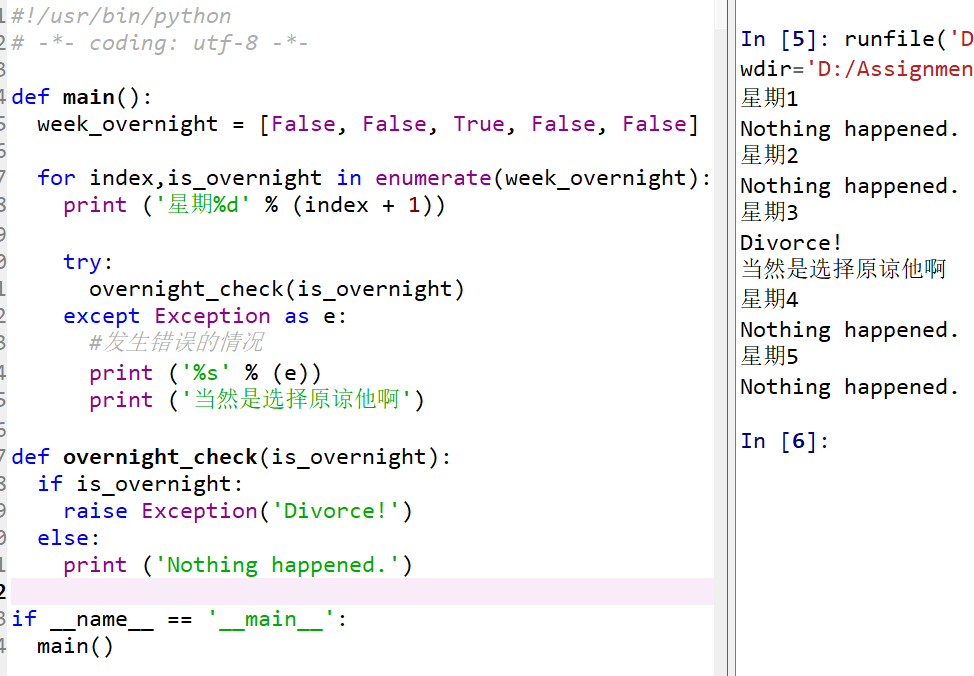 #!/usr/bin/python
# -*- coding: utf-8 -*-
def main():
week_overnight = [False, False, True, False, False]
for index,is_overnight in enumerate(week_overnight):
print ('星期%d' % (index + 1))
try:
overnight_check(is_overnight)
except Exception as e:
#发生错误的情况
print ('%s' % (e))
print ('当然是选择原谅他啊')
def overnight_check(is_overnight):
if is_overnight:
raise Exception('Divorce!')
else:
print ('Nothing happened.')
if __name__ == '__main__':
main()
In [5]: runfile('D
wdir='D:/Assignmen
星期1
Nothing happened.
星期2
Nothing happened.
星期3
Divorce!
当然是选择原谅他啊
星期4
Nothing happened.
星期5
Nothing happened.
In [6]: